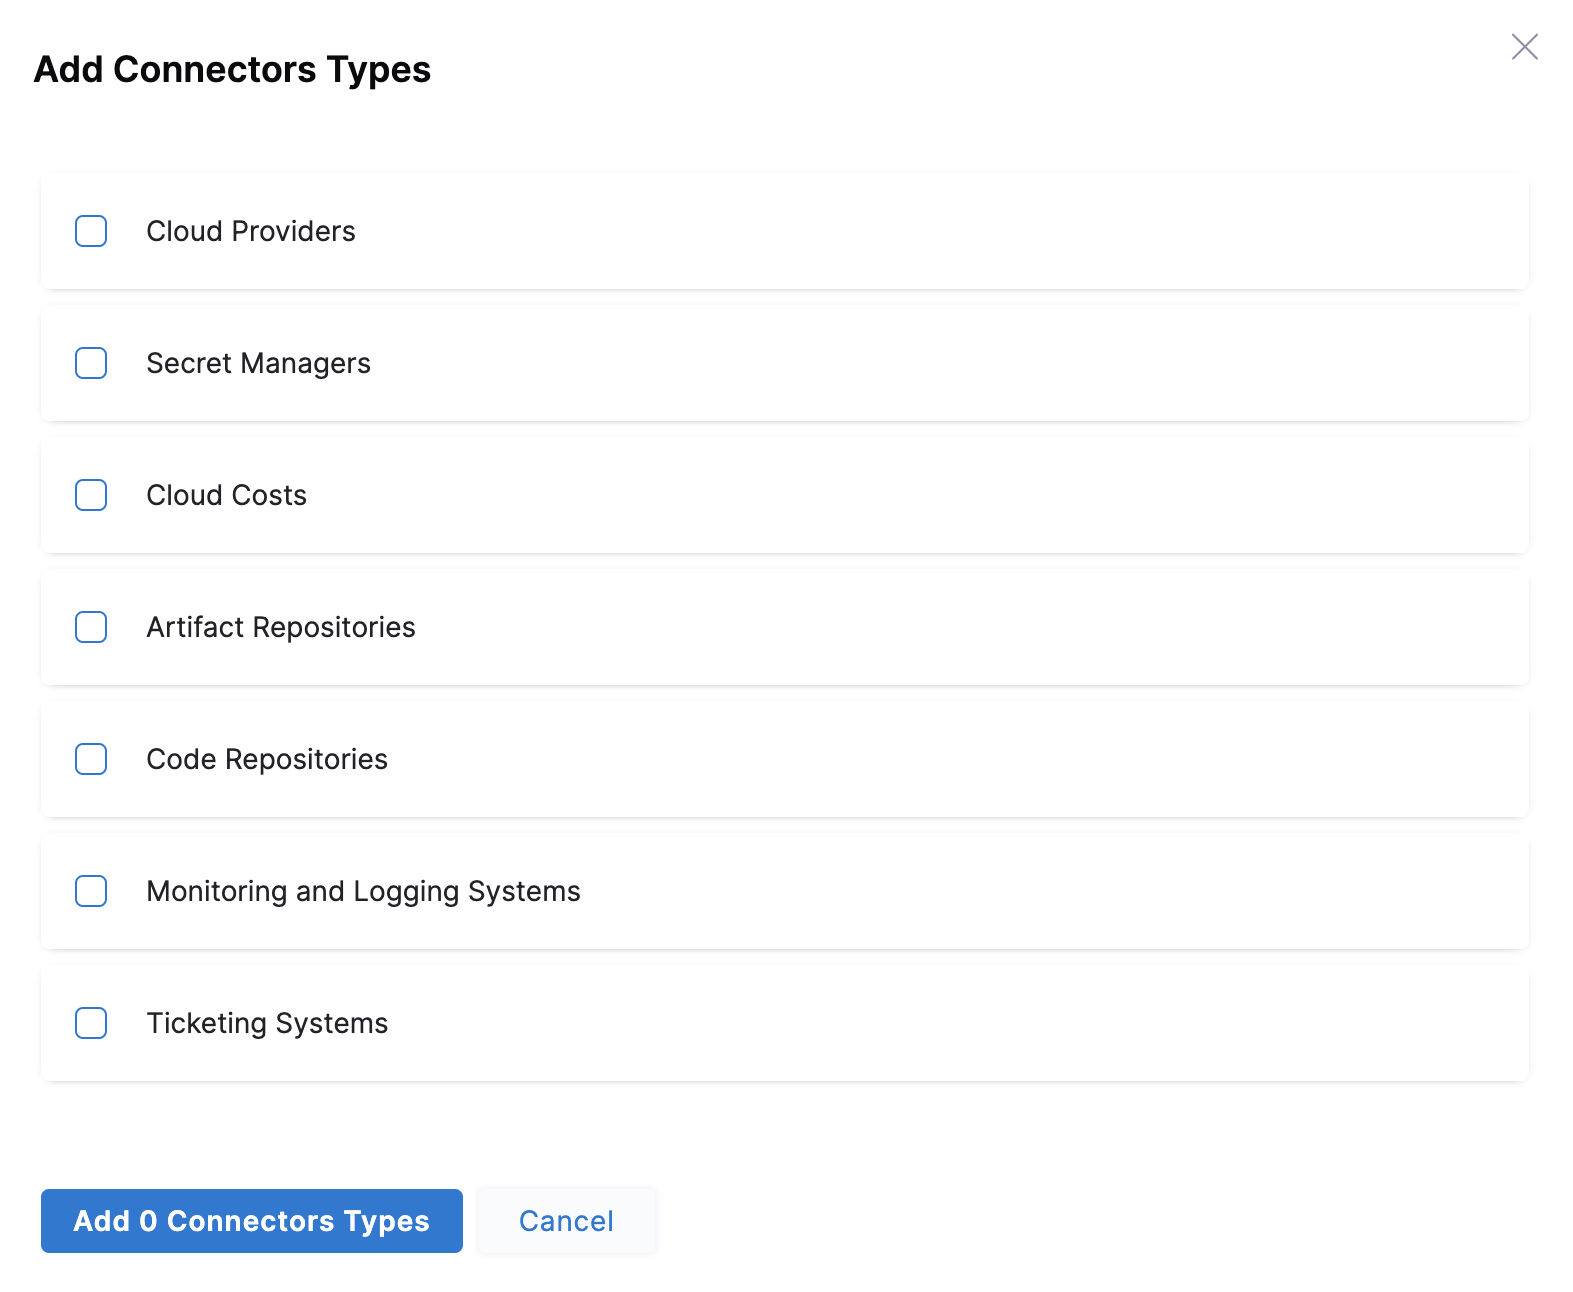 Add Connectors Types
Cloud Providers
Secret Managers
Cloud Costs
Artifact Repositories
Code Repositories
Monitoring and Logging Systems
Ticketing Systems
Add 0 Connectors Types
Cancel